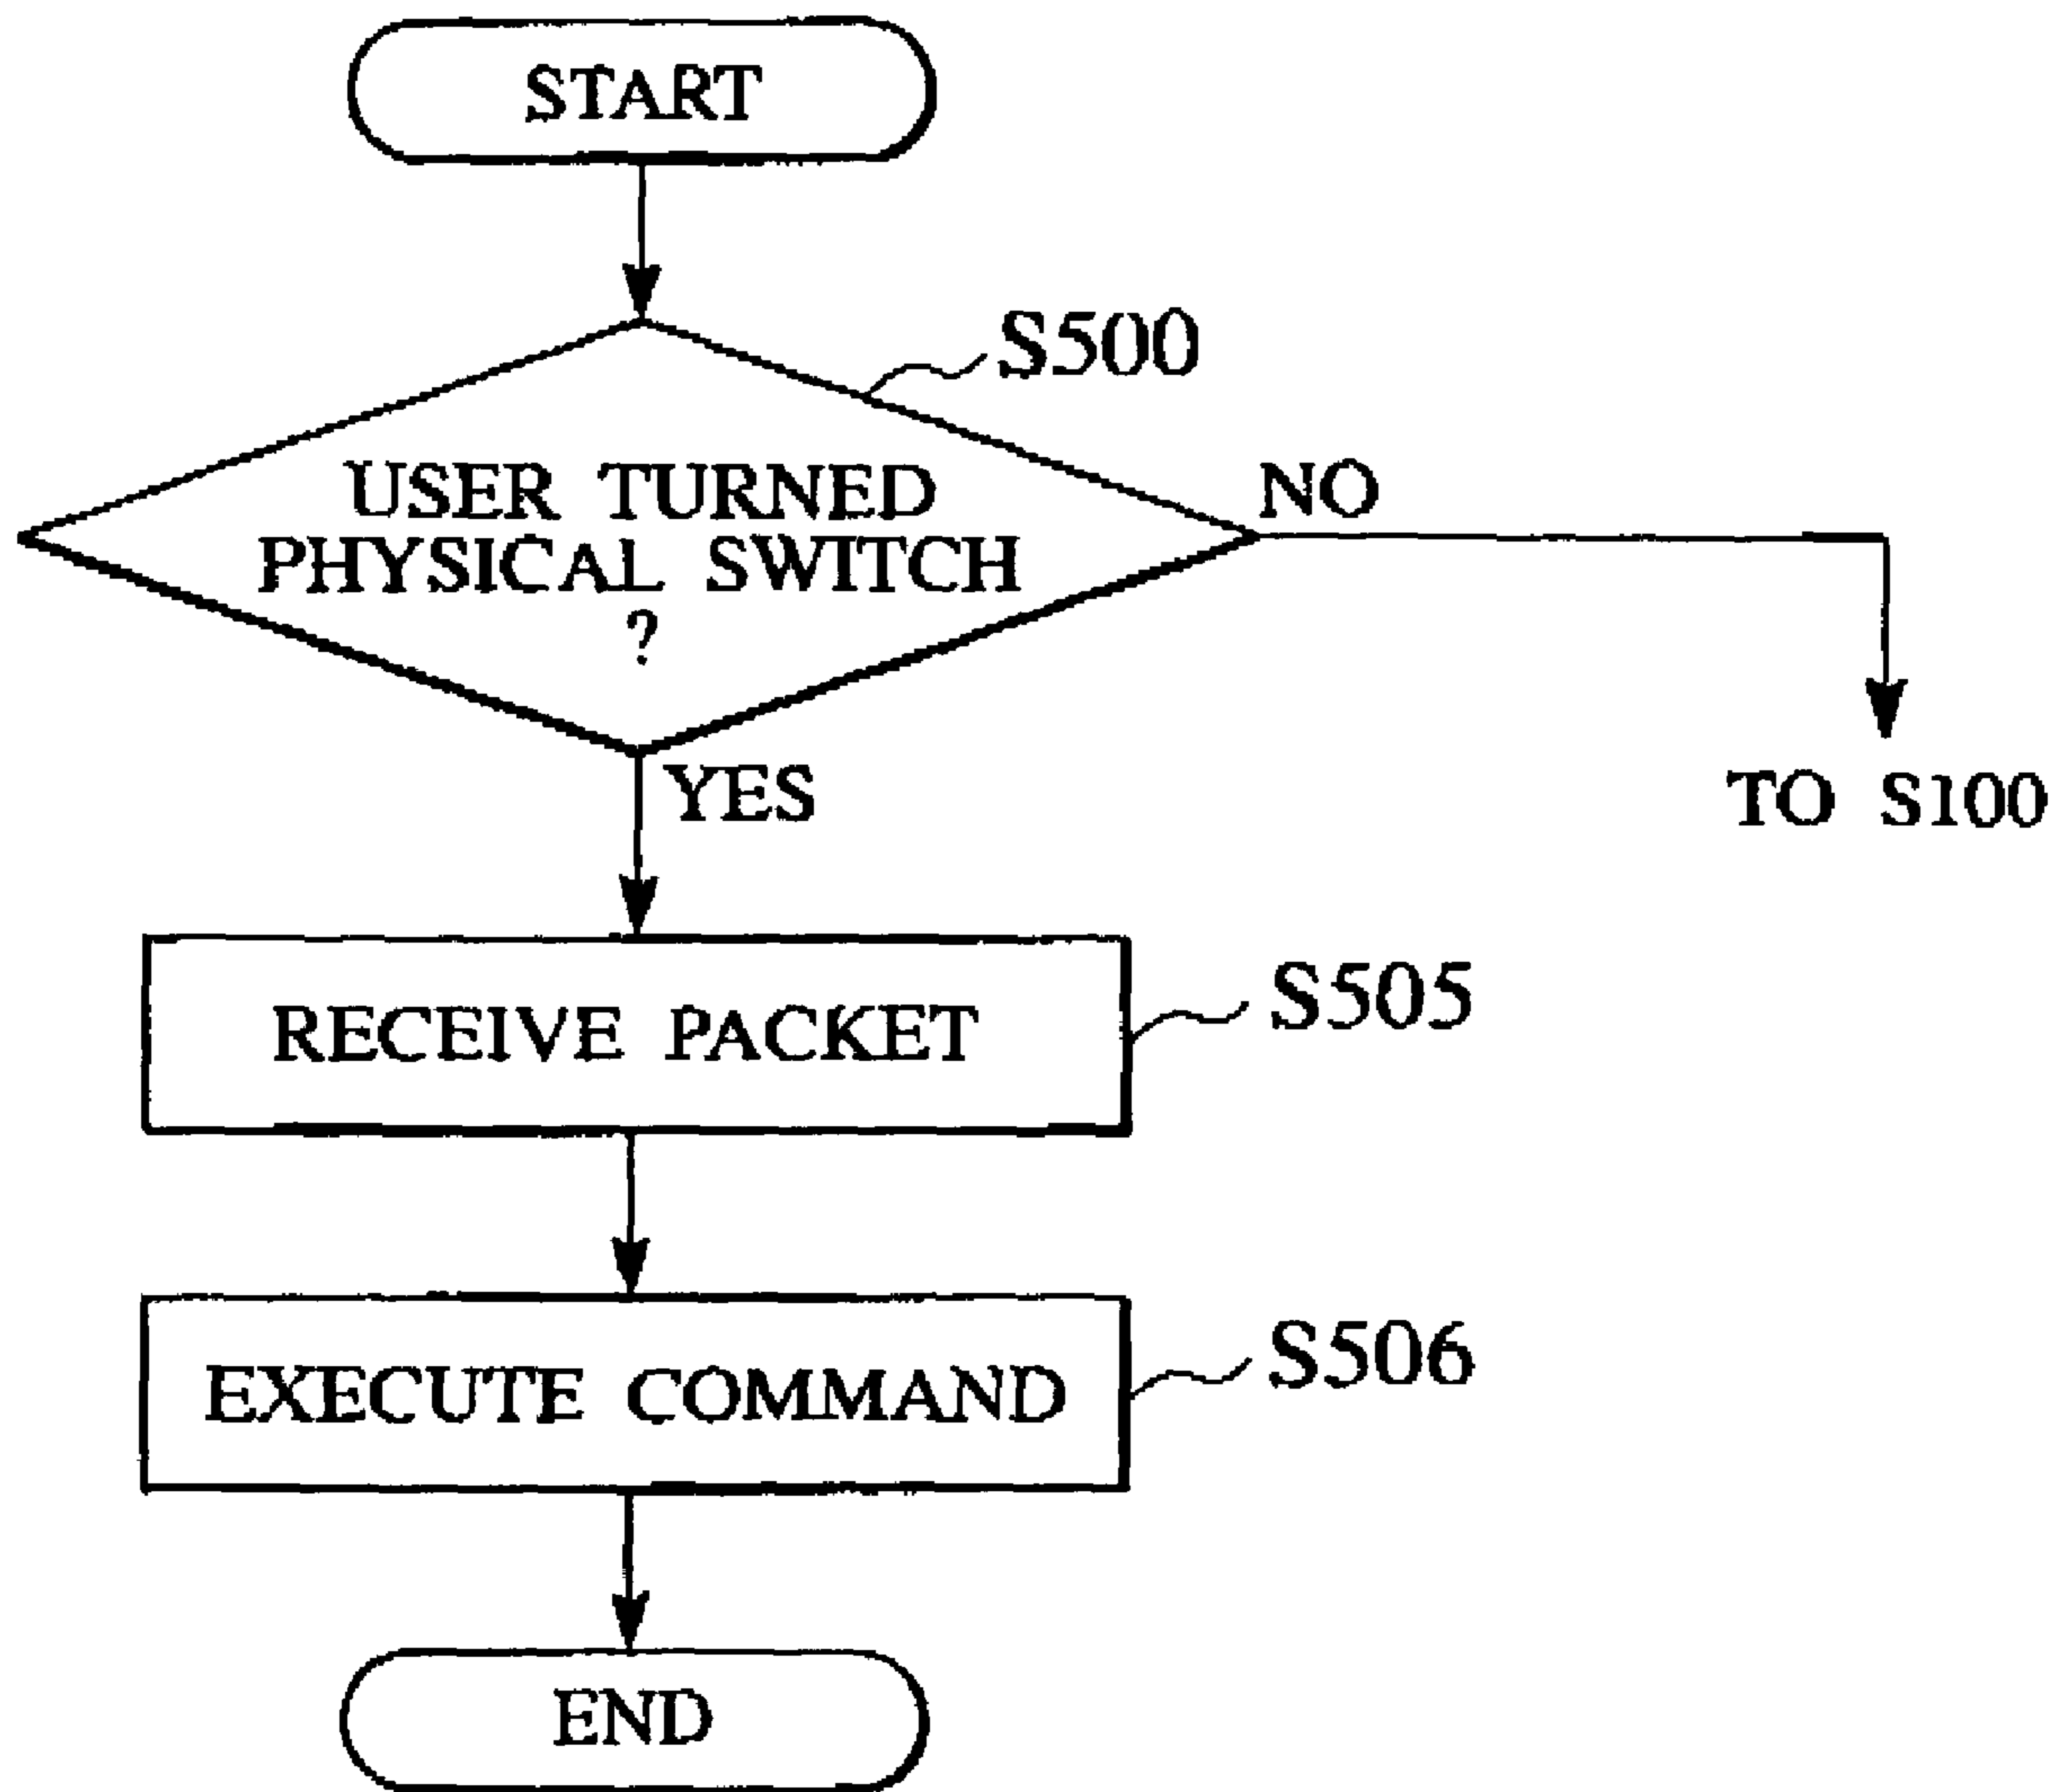 START
S500
USER TURNED
PHYSICAL SWITCH
?
NO
YES
TO S100
RECEIVE PACKET
S505
EXECUTE COMMAND
S506
END